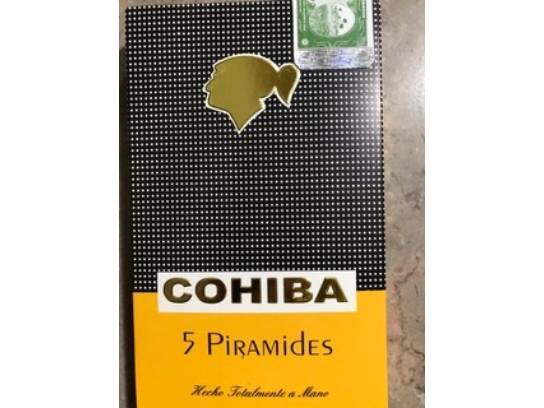 COHIBA
5 PiRAMides
Hecho Totalmente a Mano